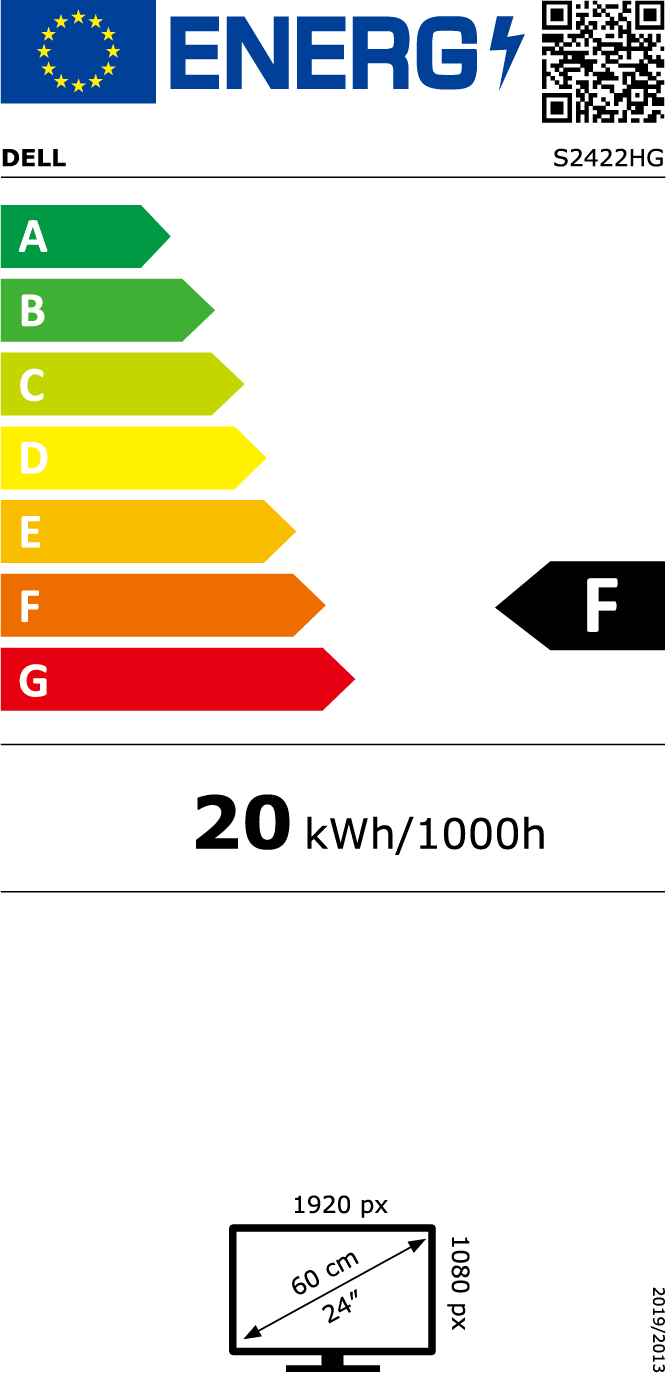 ENERG
DELL
S2422HG
A
B
C
D
E
F
F
G
20 kWh/1000h
1920 px
1080 px
60 cm
24″
2019/2013